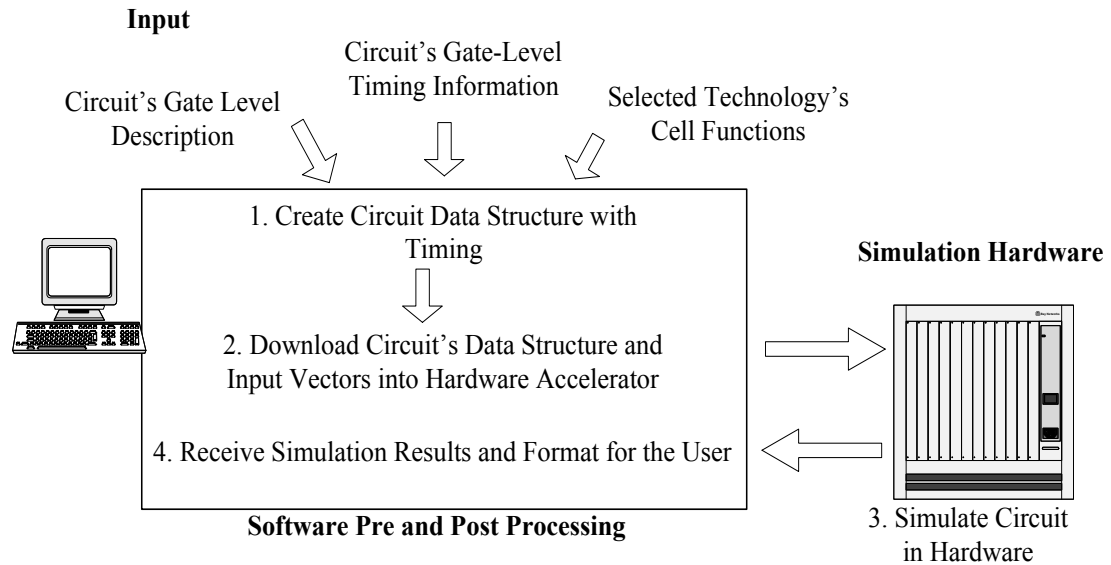 Input
Circuit's Gate Level
Description
Circuit's Gate-Level
Timing Information
Selected Technology's
Cell Functions
1. Create Circuit Data Structure with
Timing
2. Download Circuit's Data Structure and
Input Vectors into Hardware Accelerator
4. Receive Simulation Results and Format for the User
Software Pre and Post Processing
Simulation Hardware
Bay Networks
3. Simulate Circuit
in Hardware